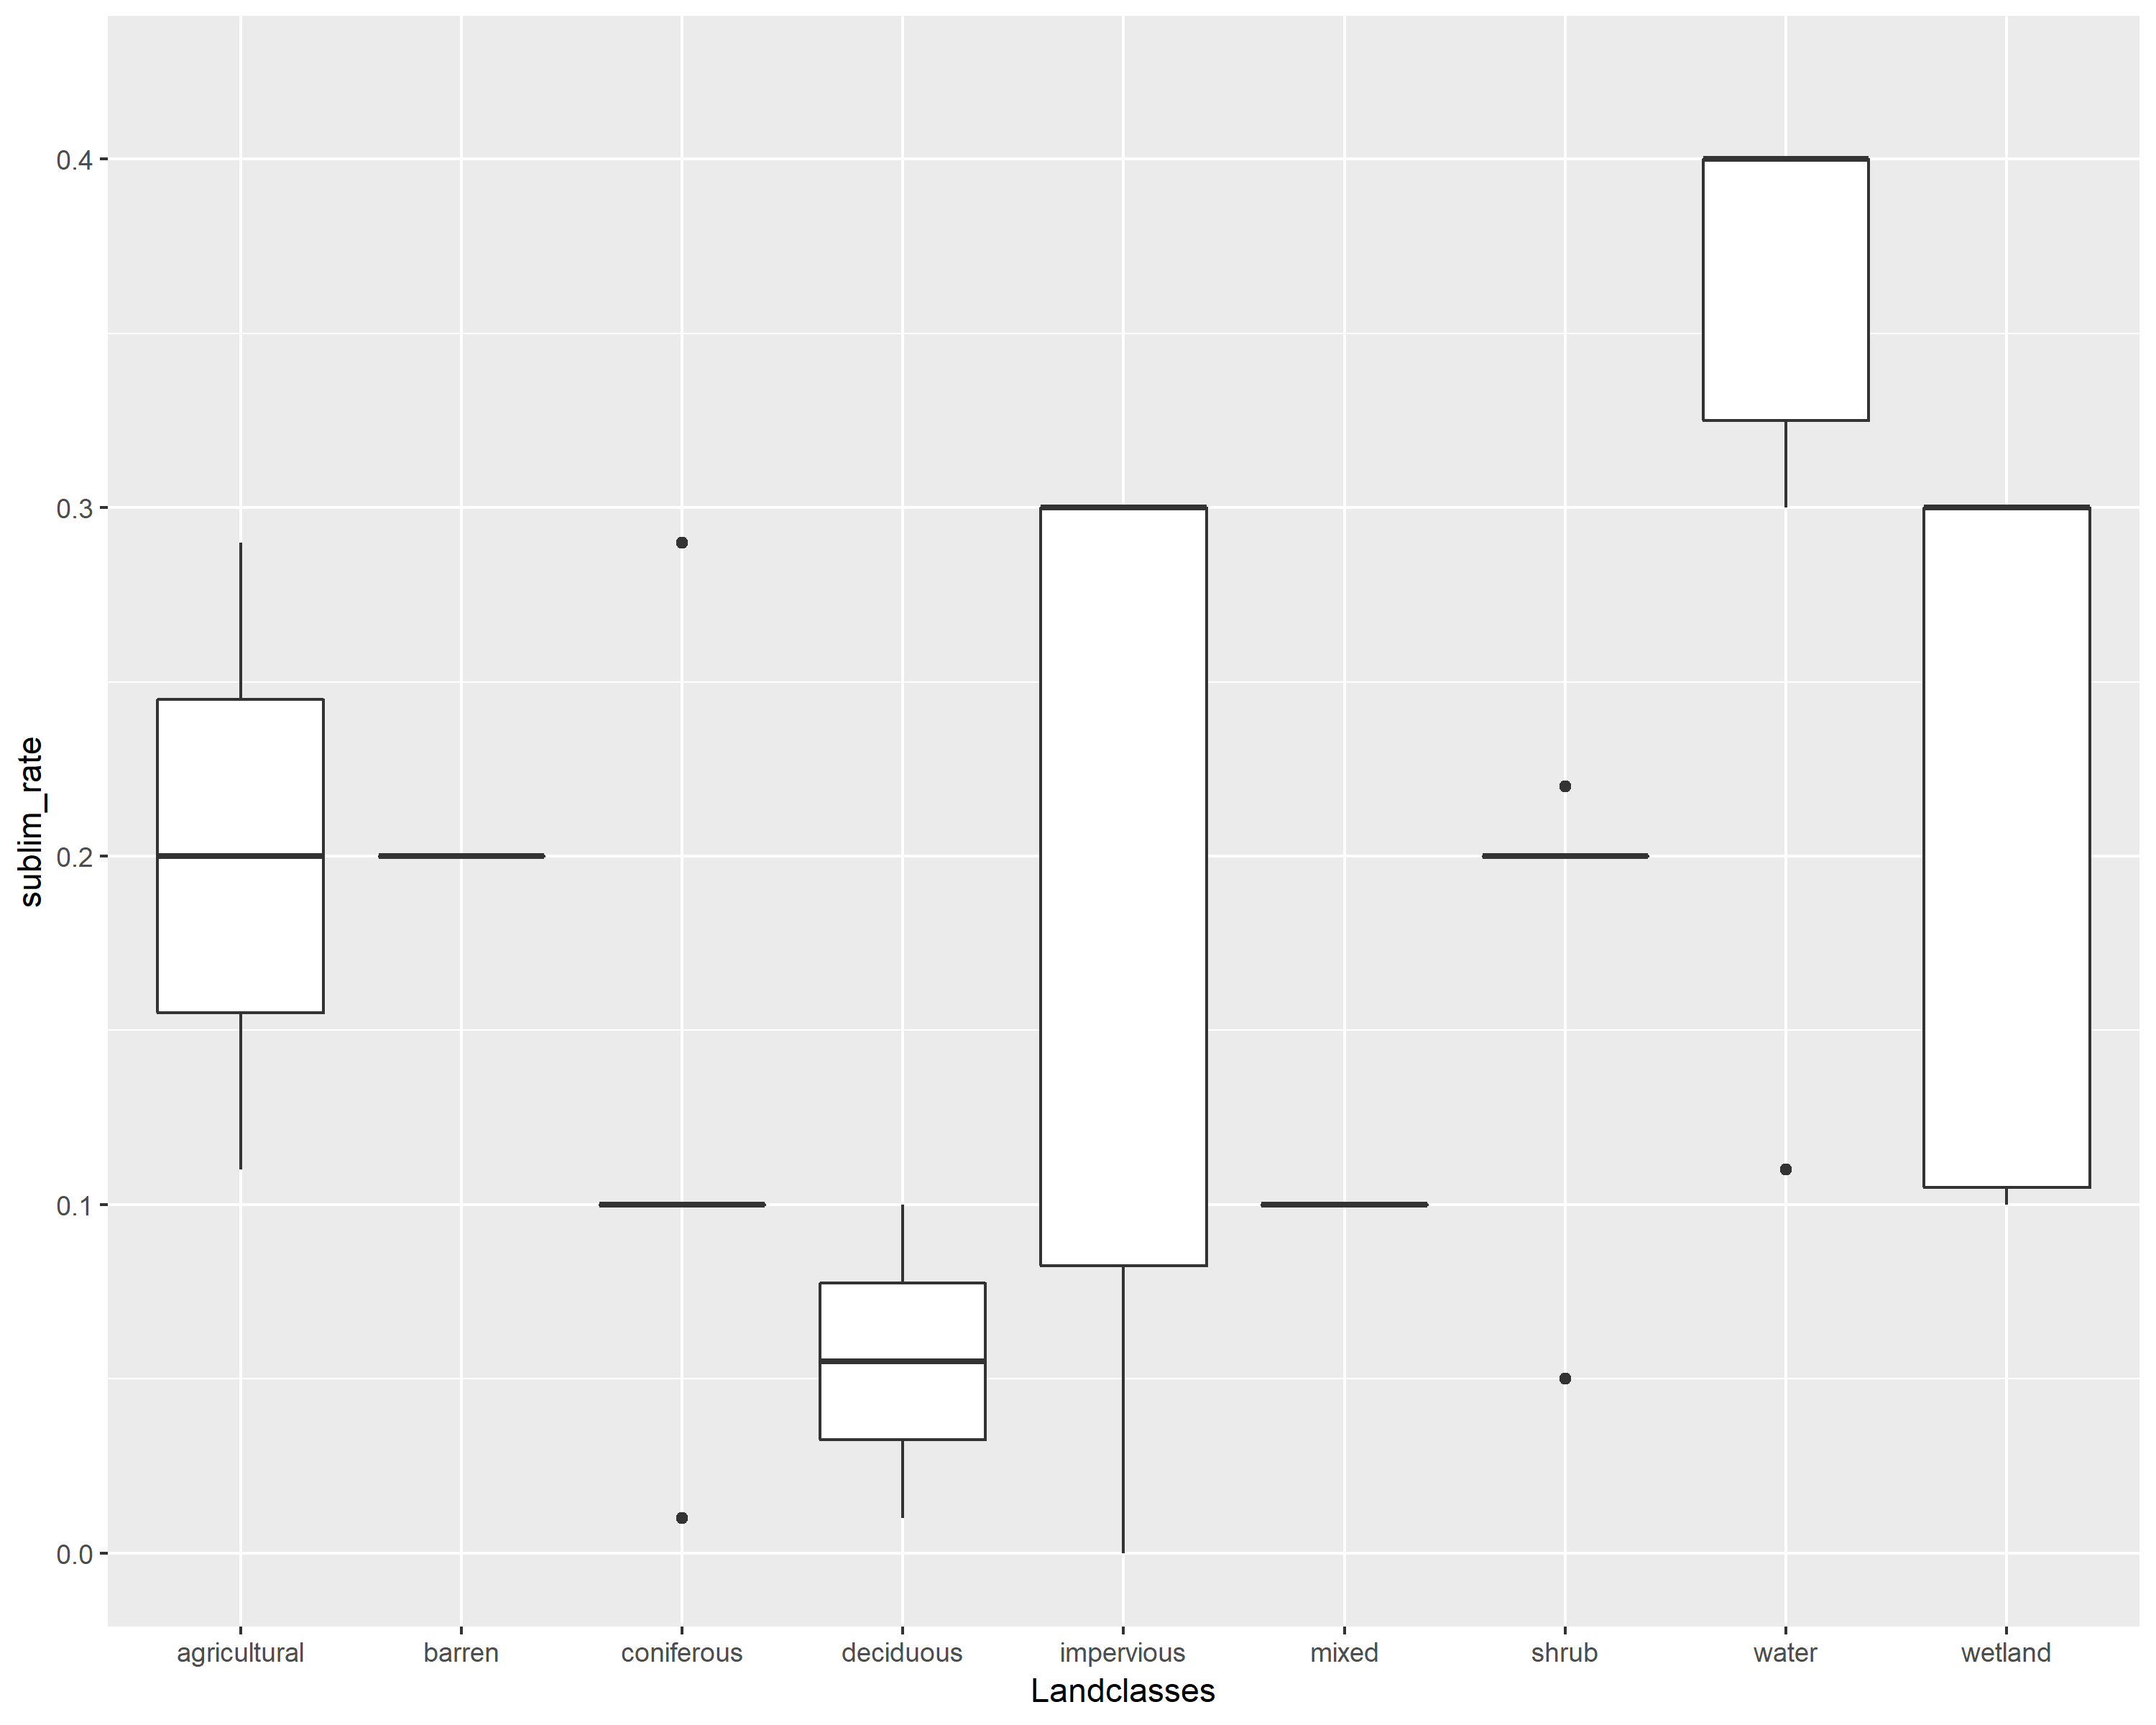 sublim_rate
0.4
0.3
0.2
0.1
0.0
agricultural barren coniferous deciduous impervious mixed shrub water wetland
Landclasses